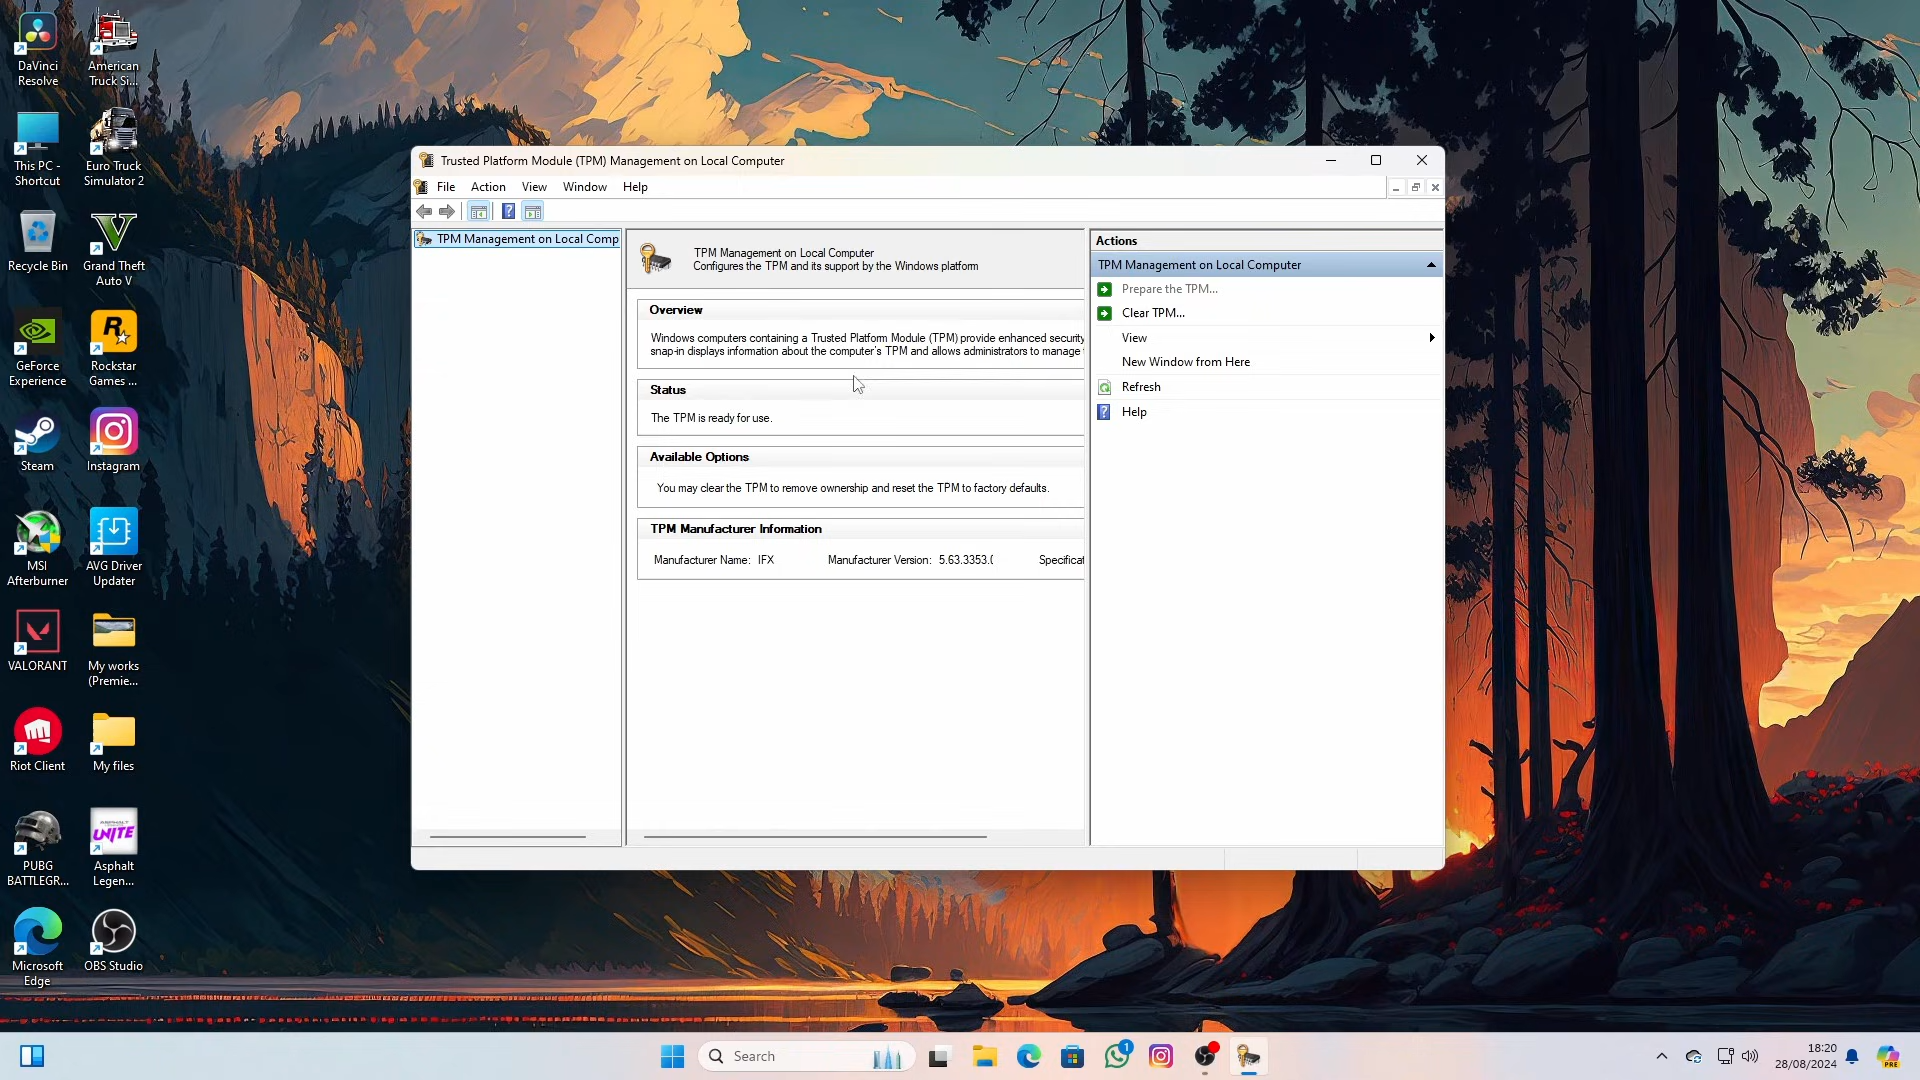 DaVinci
Resolve
American
Truck Si...
This PC -
Shortcut
Euro Truck
Simulator 2
Recycle Bin
Grand Theft
Auto V
GeForce
Experience
Rockstar
Games ...
Steam
Instagram
MSI
Afterburner
AVG Driver
Updater
VALORANT
My works
(Premie...
Riot Client
My files
PUBG
BATTLEGR...
ASPHALT
UNITE
Asphalt
Legen...
Microsoft
Edge
OBS Studio
Trusted Platform Module (TPM) Management on Local Computer
File Action View Window Help
TPM Management on Local Comp
TPM Management on Local Computer
Configures the TPM and its support by the Windows platform
Overview
Windows computers containing a Trusted Platform Module (TPM) provide enhanced security
snap-in displays information about the computer's TPM and allows administrators to manage
Status
The TPM is ready for use.
Available Options
You may clear the TPM to remove ownership and reset the TPM to factory defaults.
TPM Manufacturer Information
Manufacturer Name: IFX Manufacturer Version: 5.63.3353.0 Specificat
Actions
TPM Management on Local Computer
Prepare the TPM...
Clear TPM...
View
New Window from Here
Refresh
Help
Search
1
18:20
28/08/2024
PRE